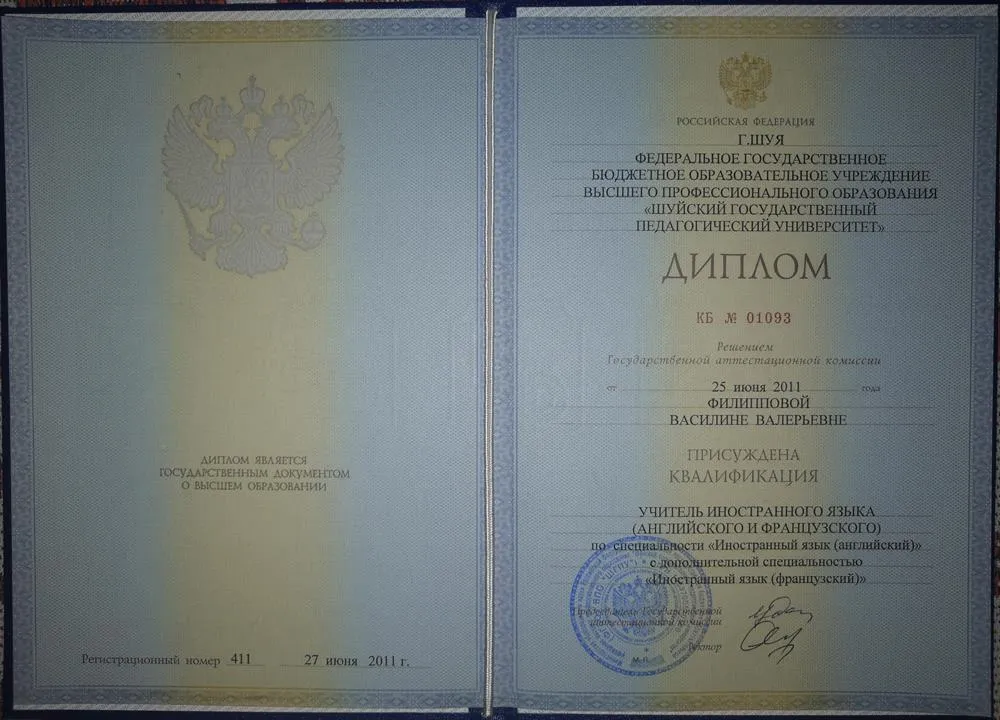 ДИПЛОМ ЯВЛЯЕТСЯ
ГОСУДАРСТВЕННЫМ ДОКУМЕНТОМ
О ВЫСШЕМ ОБРАЗОВАНИИ
Регистрационный номер 411 27 июня 2011 г.
РОССИЙСКАЯ ФЕДЕРАЦИЯ
Г.ШУЯ
ФЕДЕРАЛЬНОЕ ГОСУДАРСТВЕННОЕ
БЮДЖЕТНОЕ ОБРАЗОВАТЕЛЬНОЕ УЧРЕЖДЕНИЕ
ВЫСШЕГО ПРОФЕССИОНАЛЬНОГО ОБРАЗОВАНИЯ
«ШУЙСКИЙ ГОСУДАРСТВЕННЫЙ
ПЕДАГОГИЧЕСКИЙ УНИВЕРСИТЕТ»
ДИПЛОМ
КБ № 01093
Решением
Государственной аттестационной комиссии
от 25 июня 2011 года
ФИЛИППОВОЙ
ВАСИЛИНЕ ВАЛЕРЬЕВНЕ
ПРИСУЖДЕНА
КВАЛИФИКАЦИЯ
УЧИТЕЛЬ ИНОСТРАННОГО ЯЗЫКА
(АНГЛИЙСКОГО И ФРАНЦУЗСКОГО)
по специальности «Иностранный язык (английский)»
с дополнительной специальностью
«Иностранный язык (французский)»
Председатель Государственной
аттестационной комиссии
Ректор
М.П.